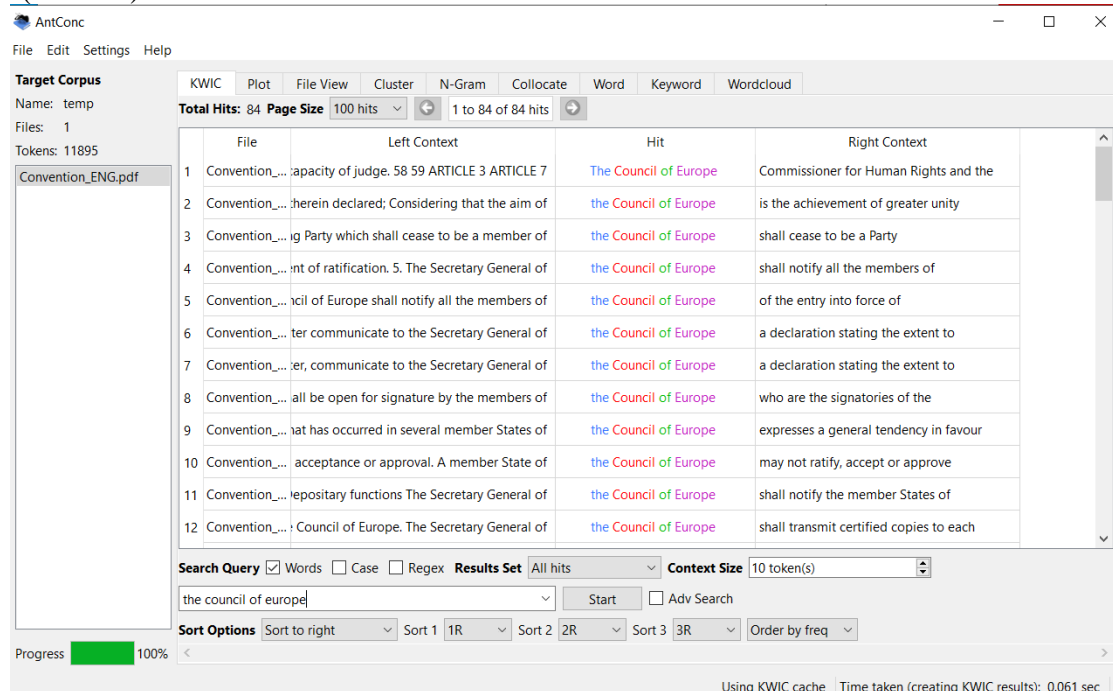 AntConc
File Edit Settings Help
Target Corpus
Name: temp
Files: 1
Tokens: 11895
Convention_ENG.pdf
KWIC Plot File View Cluster N-Gram Collocate Word Keyword Wordcloud
Total Hits: 84 Page Size 100 hits 1 to 84 of 84 hits
File Left Context Hit Right Context
1 Convention_... :apacity of judge. 58 59 ARTICLE 3 ARTICLE 7 The Council of Europe Commissioner for Human Rights and the
2 Convention_... :herein declared; Considering that the aim of the Council of Europe is the achievement of greater unity
3 Convention_... ig Party which shall cease to be a member of the Council of Europe shall cease to be a Party
4 Convention_... ent of ratification. 5. The Secretary General of the Council of Europe shall notify all the members of
5 Convention_... ncil of Europe shall notify all the members of the Council of Europe of the entry into force of
6 Convention_... ter communicate to the Secretary General of the Council of Europe a declaration stating the extent to
7 Convention_... :er, communicate to the Secretary General of the Council of Europe a declaration stating the extent to
8 Convention_... all be open for signature by the members of the Council of Europe who are the signatories of the
9 Convention_... hat has occurred in several member States of the Council of Europe expresses a general tendency in favour
10 Convention_... acceptance or approval. A member State of the Council of Europe may not ratify, accept or approve
11 Convention_... epositary functions The Secretary General of the Council of Europe shall notify the member States of
12 Convention_... Council of Europe. The Secretary General of the Council of Europe shall transmit certified copies to each
Search Query Words Case Regex Results Set All hits Context Size 10 token(s)
the council of europe Start Adv Search
Sort Options Sort to right Sort 1 1R Sort 2 2R Sort 3 3R Order by freq
Progress 100%
Using KWIC cache Time taken (creating KWIC results): 0.061 sec